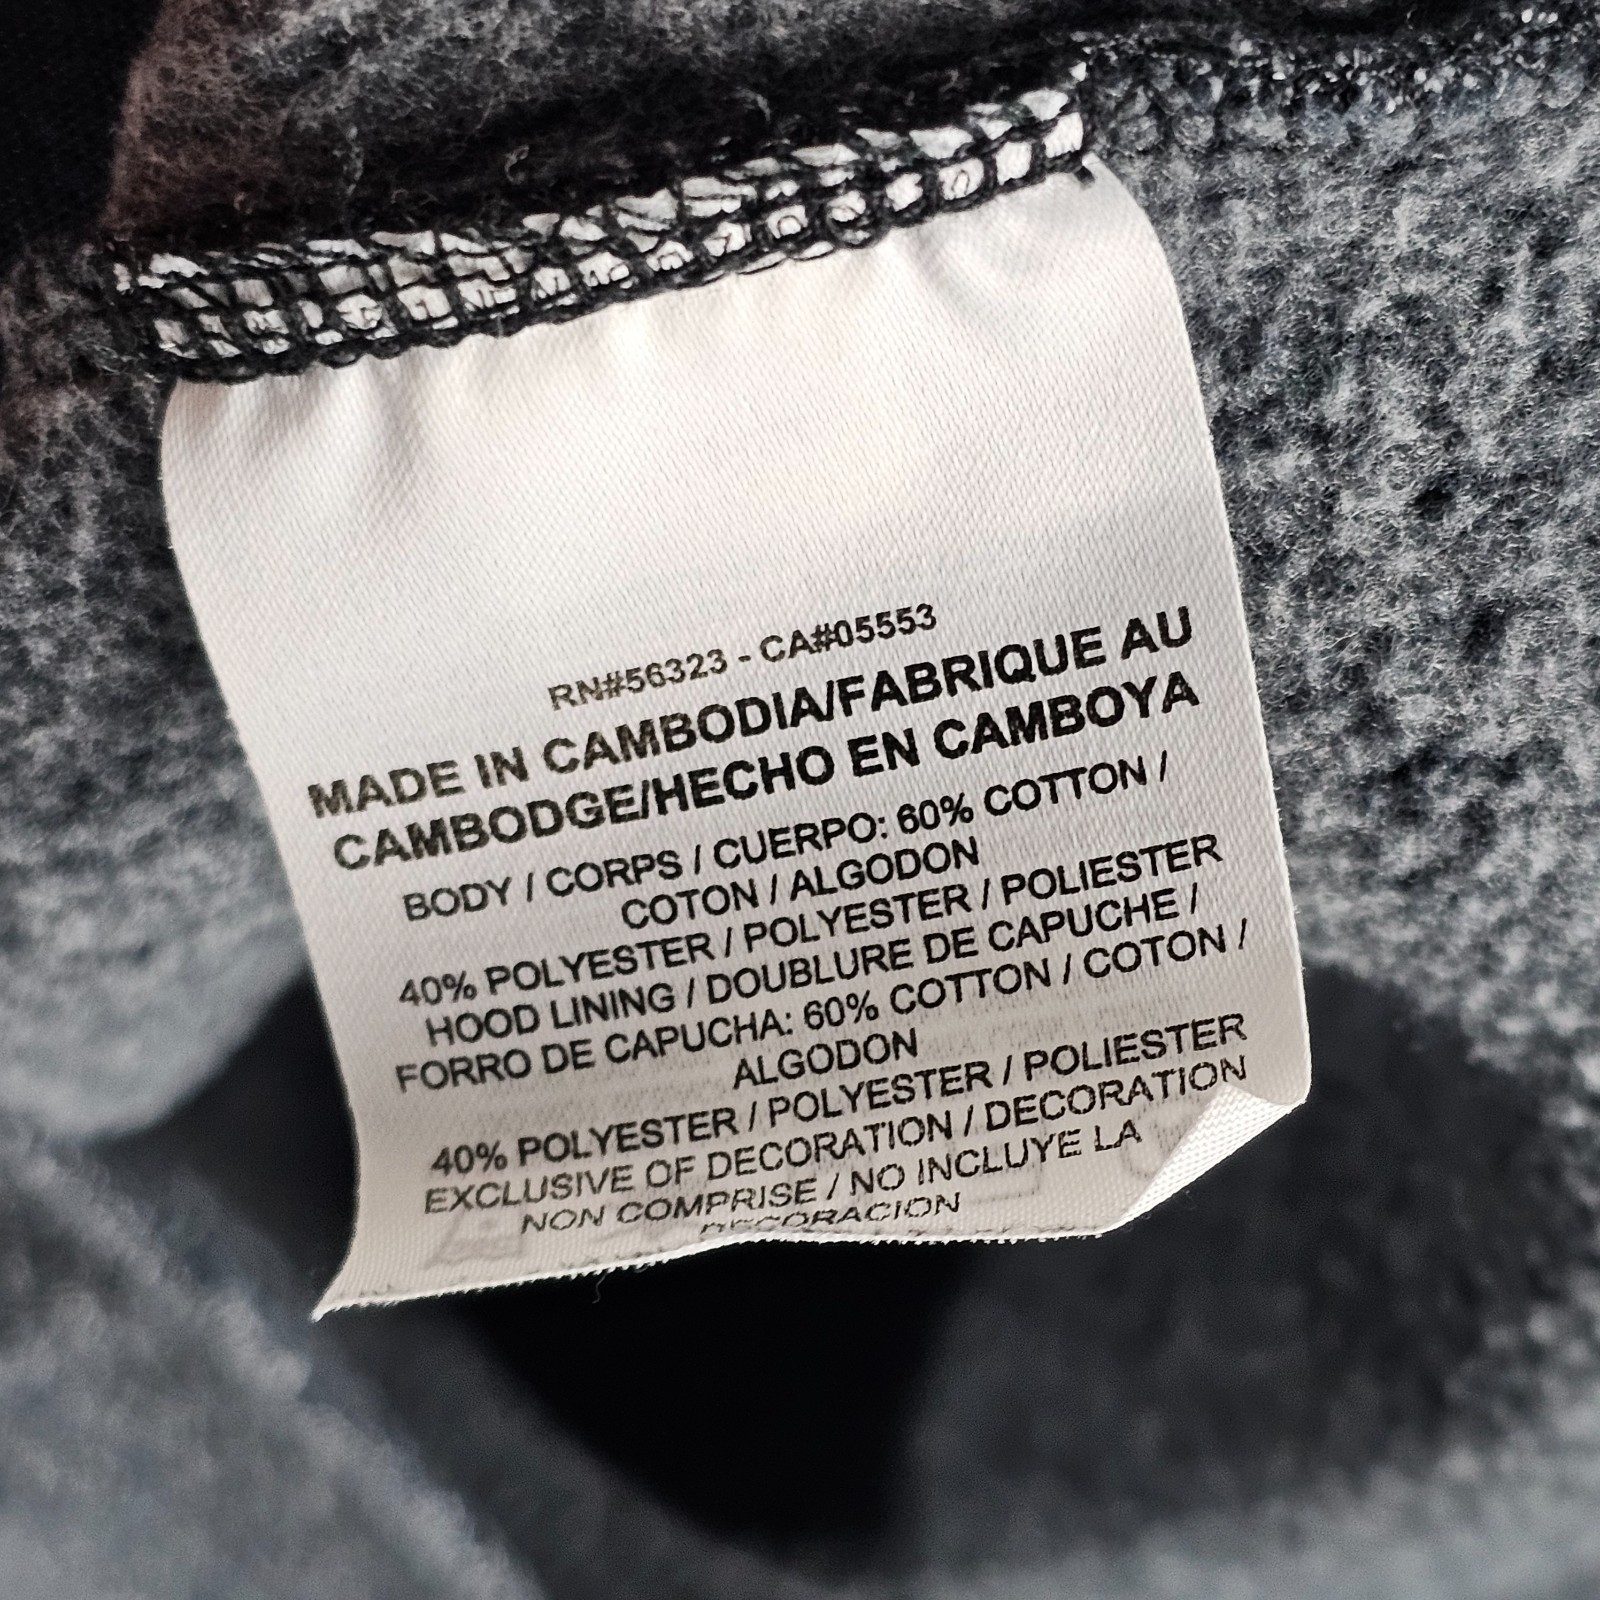 RN#56323 - CA#05553
MADE IN CAMBODIA/FABRIQUE AU
CAMBODGE/HECHO EN CAMBOYA
BODY / CORPS / CUERPO: 60% COTTON /
COTON / ALGODON
40% POLYESTER / POLYESTER / POLIESTER
HOOD LINING / DOUBLURE DE CAPUCHE /
FORRO DE CAPUCHA: 60% COTTON / COTON /
ALGODON
40% POLYESTER / POLYESTER / POLIESTER
EXCLUSIVE OF DECORATION / DECORATION
NON COMPRISE / NO INCLUYE LA
DECORACION